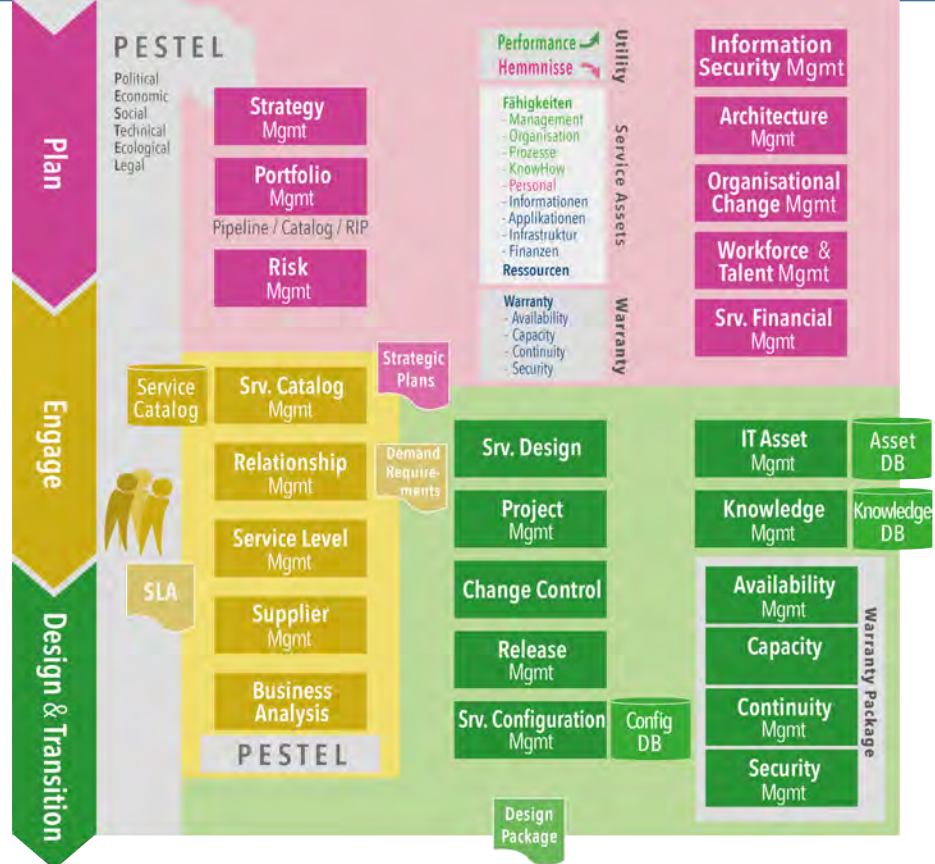 Plan
Engage
Design & Transition
PESTEL
Political
Economic
Social
Technical
Ecological
Legal
Strategy
Mgmt
Portfolio
Mgmt
Pipeline / Catalog / RIP
Risk
Mgmt
Performance
Hemmnisse
Utility
Fähigkeiten
- Management
- Organisation
- Prozesse
- KnowHow
- Personal
- Informationen
- Applikationen
- Infrastruktur
- Finanzen
Ressourcen
Service Assets
Warranty
- Availability
- Capacity
- Continuity
- Security
Warranty
Information
Security Mgmt
Architecture
Mgmt
Organisational
Change Mgmt
Workforce &
Talent Mgmt
Srv. Financial
Mgmt
Strategic
Plans
Service
Catalog
Srv. Catalog
Mgmt
Relationship
Mgmt
Demand
Require-
ments
Service Level
Mgmt
SLA
Supplier
Mgmt
Business
Analysis
PESTEL
Srv. Design
Project
Mgmt
Change Control
Release
Mgmt
Srv. Configuration
Mgmt
Config
DB
Design
Package
IT Asset
Mgmt
Asset
DB
Knowledge
Mgmt
Knowledge
DB
Availability
Mgmt
Capacity
Continuity
Mgmt
Security
Mgmt
Warranty Package